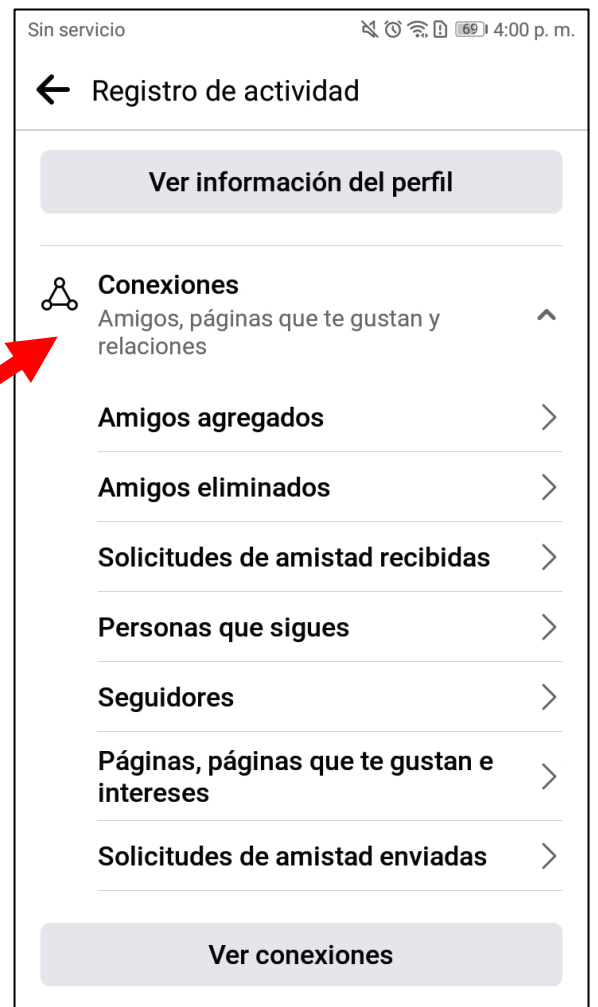 Sin servicio 69 4:00 p. m.
Registro de actividad
Ver información del perfil
Conexiones
Amigos, páginas que te gustan y
relaciones
Amigos agregados
Amigos eliminados
Solicitudes de amistad recibidas
Personas que sigues
Seguidores
Páginas, páginas que te gustan e
intereses
Solicitudes de amistad enviadas
Ver conexiones